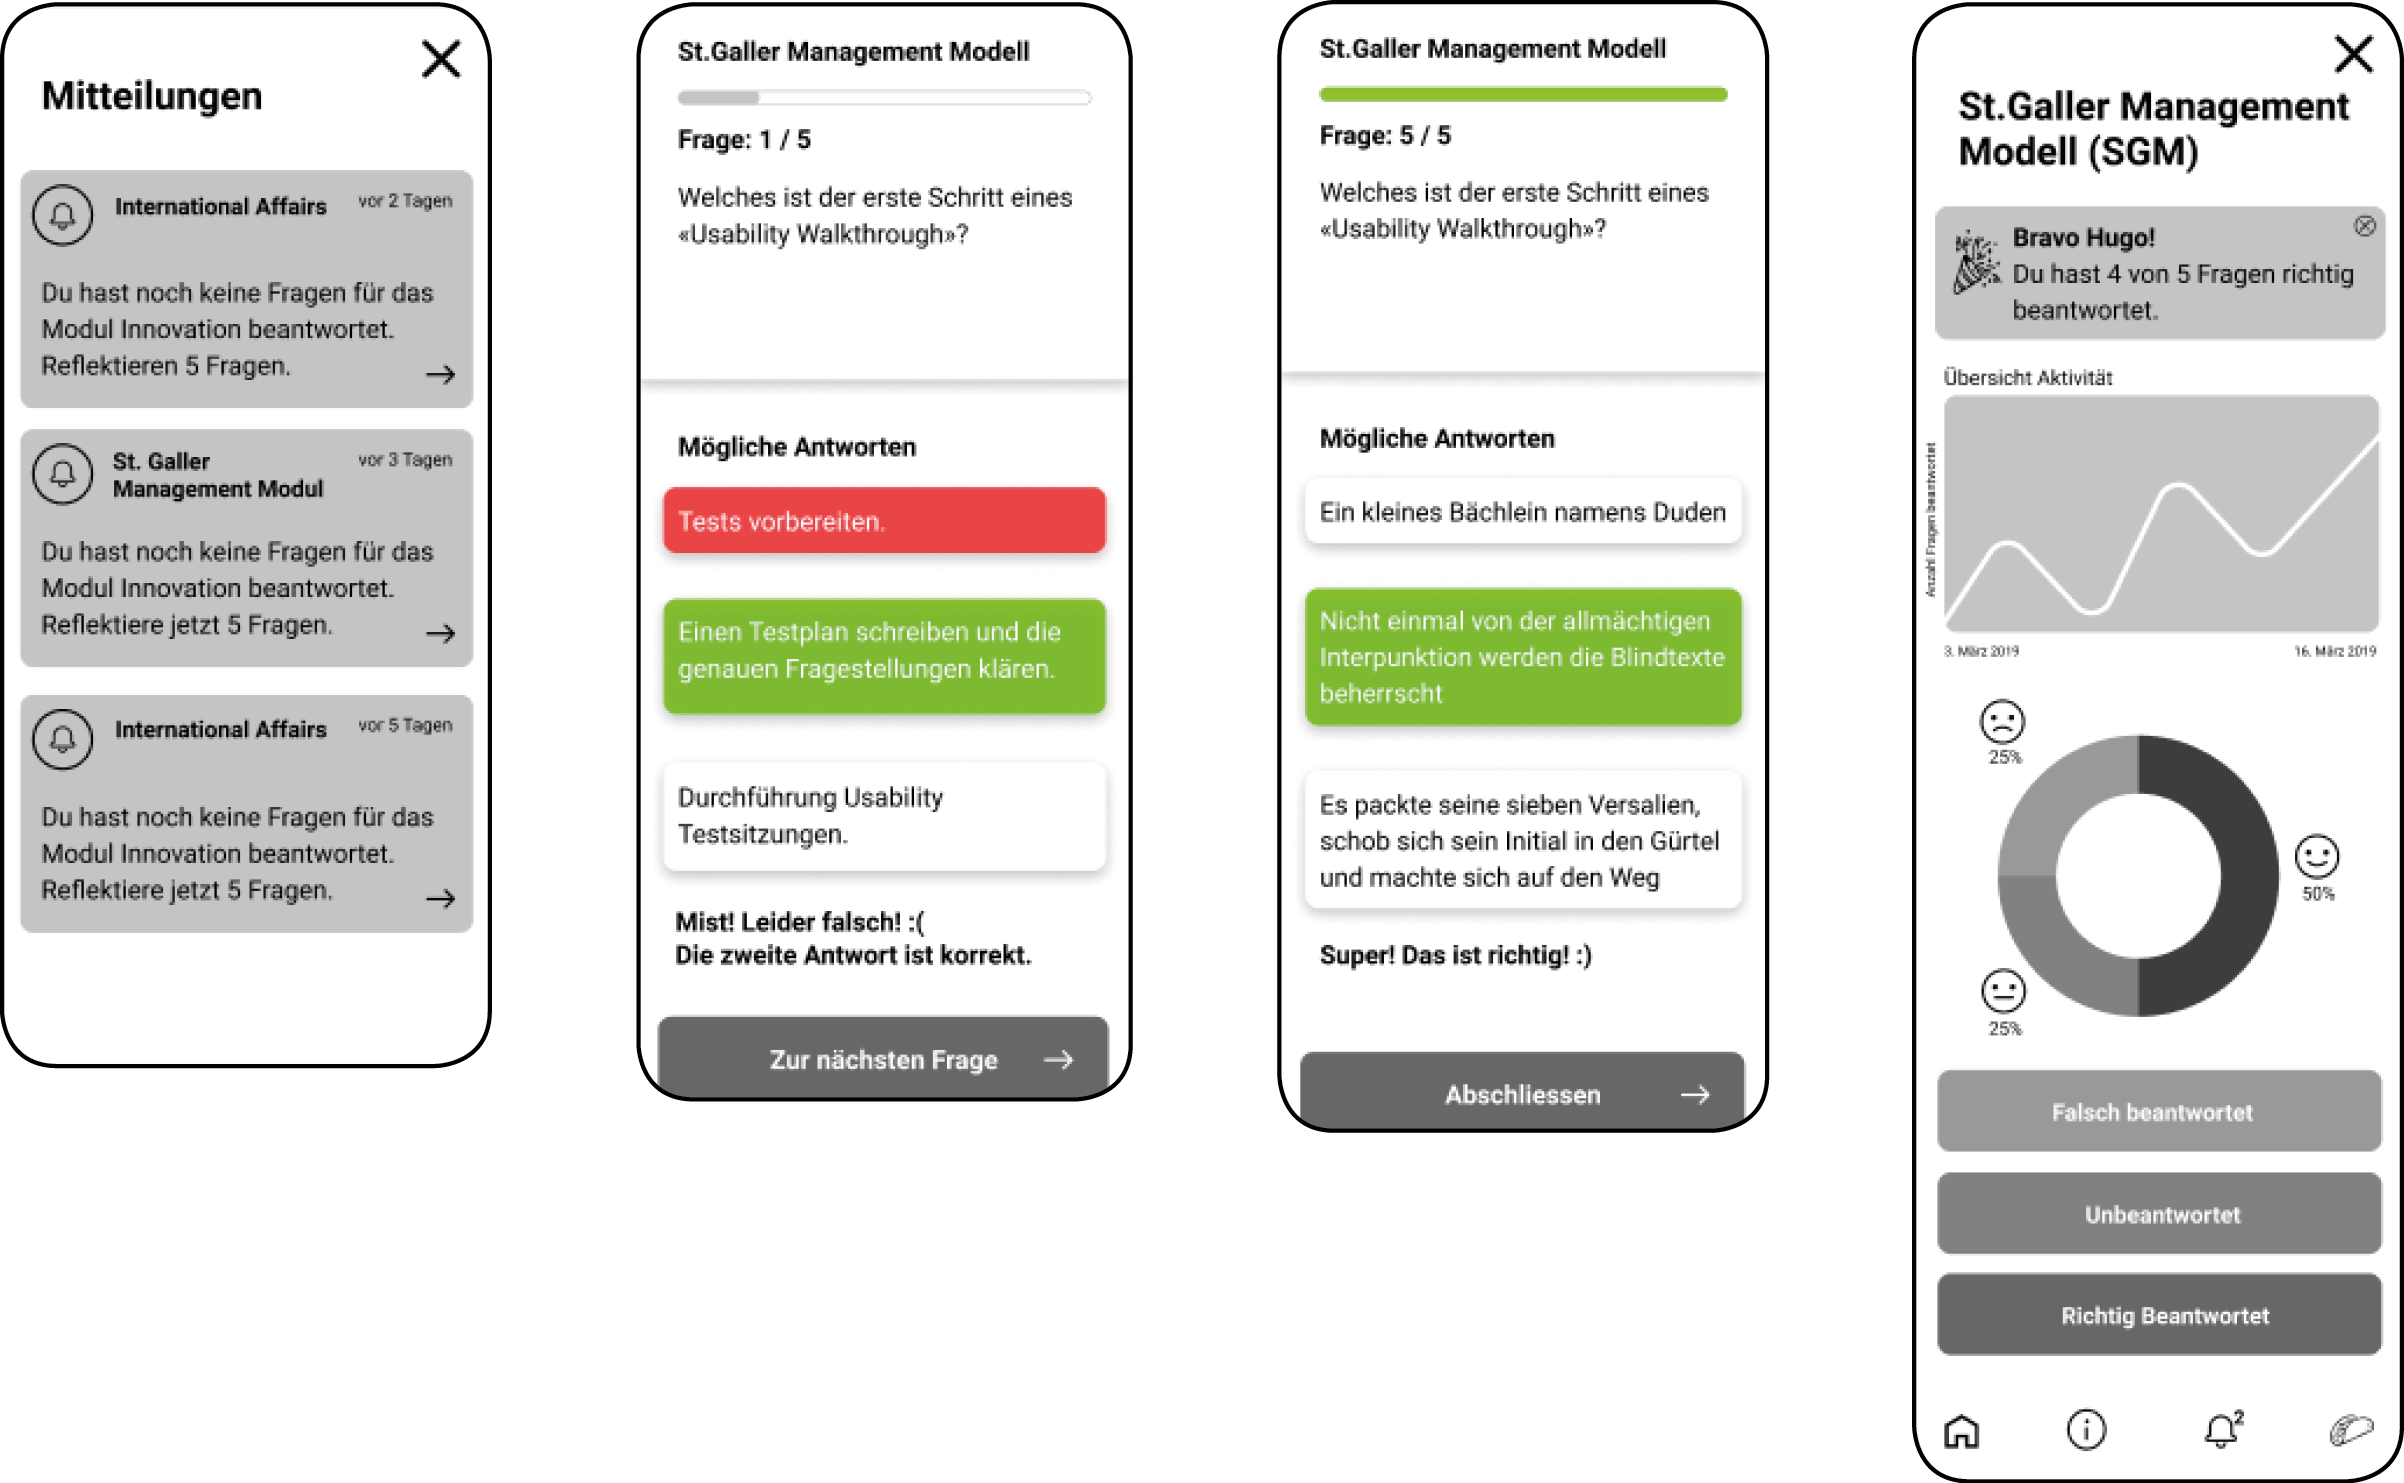 Mitteilungen
International Affairs
vor 2 Tagen
Du hast noch keine Fragen für das
Modul Innovation beantwortet.
Reflektieren 5 Fragen.
St. Galler
Management Modul
vor 3 Tagen
Du hast noch keine Fragen für das
Modul Innovation beantwortet.
Reflektiere jetzt 5 Fragen.
International Affairs
vor 5 Tagen
Du hast noch keine Fragen für das
Modul Innovation beantwortet.
Reflektiere jetzt 5 Fragen.
St.Galler Management Modell
Frage: 1 / 5
Welches ist der erste Schritt eines
«Usability Walkthrough»?
Mögliche Antworten
Tests vorbereiten.
Einen Testplan schreiben und die
genauen Fragestellungen klären.
Durchführung Usability
Testsitzungen.
Mist! Leider falsch! :(
Die zweite Antwort ist korrekt.
Zur nächsten Frage
St.Galler Management Modell
Frage: 5 / 5
Welches ist der erste Schritt eines
«Usability Walkthrough»?
Mögliche Antworten
Ein kleines Bächlein namens Duden
Nicht einmal von der allmächtigen
Interpunktion werden die Blindtexte
beherrscht
Es packte seine sieben Versalien,
schob sich sein Initial in den Gürtel
und machte sich auf den Weg
Super! Das ist richtig! :)
Abschliessen
St.Galler Management
Modell (SGM)
Bravo Hugo!
Du hast 4 von 5 Fragen richtig
beantwortet.
Übersicht Aktivität
Anzahl Fragen beantwortet
3. März 2019
16. März 2019
25%
50%
25%
Falsch beantwortet
Unbeantwortet
Richtig Beantwortet
2